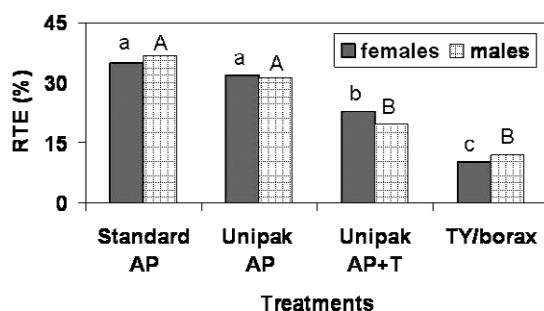 45
30
15
0
RTE (%)
a A
a A
b B
c B
females males
Standard AP
Unipak AP
Unipak AP+T
TY/borax
Treatments